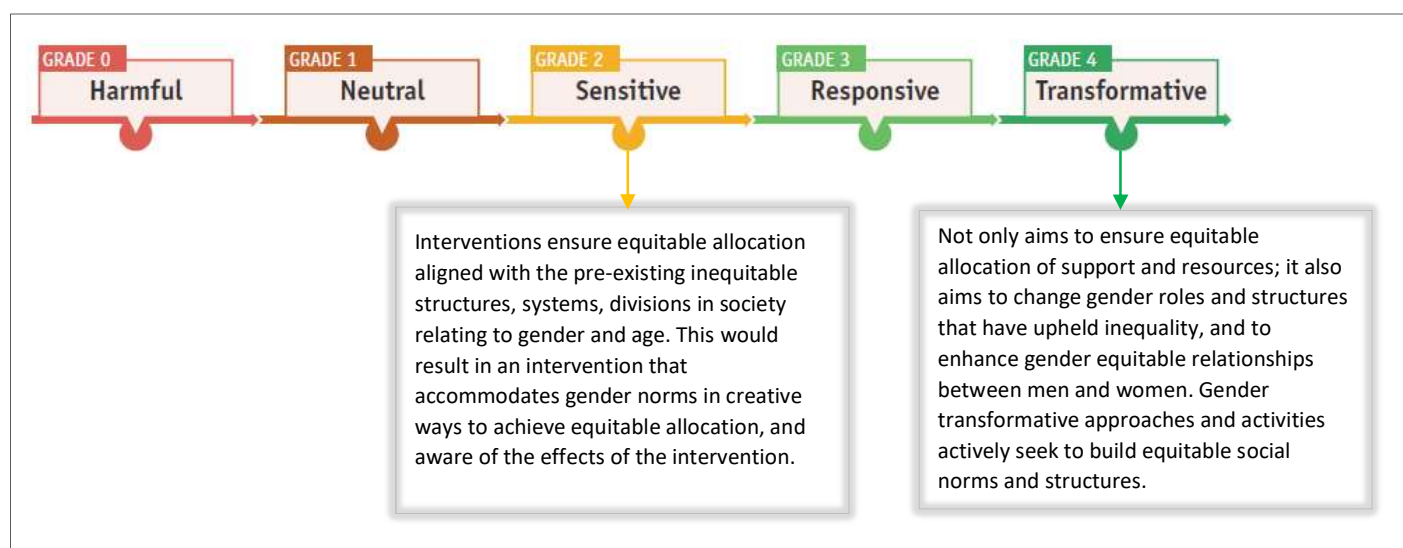 GRADE 0
Harmful
GRADE 1
Neutral
GRADE 2
Sensitive
GRADE 3
Responsive
GRADE 4
Transformative
Interventions ensure equitable allocation
aligned with the pre-existing inequitable
structures, systems, divisions in society
relating to gender and age. This would
result in an intervention that
accommodates gender norms in creative
ways to achieve equitable allocation, and
aware of the effects of the intervention.
Not only aims to ensure equitable
allocation of support and resources; it also
aims to change gender roles and structures
that have upheld inequality, and to
enhance gender equitable relationships
between men and women. Gender
transformative approaches and activities
actively seek to build equitable social
norms and structures.